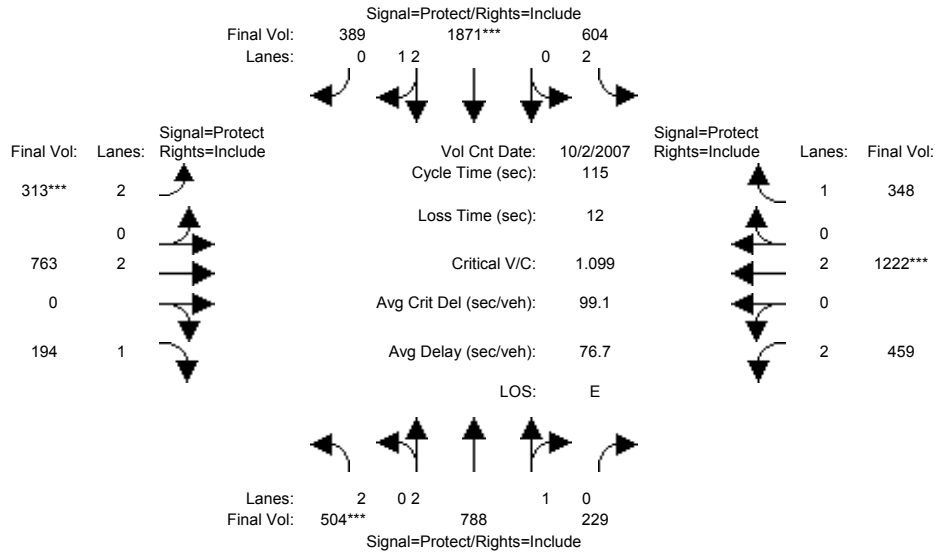 Signal=Protect/Rights=Include
Final Vol: 389 1871*** 604
Lanes: 0 1 2 0 2
Signal=Protect Signal=Protect
Final Vol: Lanes: Rights=Include Vol Cnt Date: 10/2/2007 Rights=Include Lanes: Final Vol:
Cycle Time (sec): 115
313*** 2 1 348
Loss Time (sec): 12
0 0
763 2 Critical V/C: 1.099 2 1222***
0 0 Avg Crit Del (sec/veh): 99.1 0
194 1 Avg Delay (sec/veh): 76.7 2 459
LOS: E
Lanes: 2 0 2 1 0
Final Vol: 504*** 788 229
Signal=Protect/Rights=Include